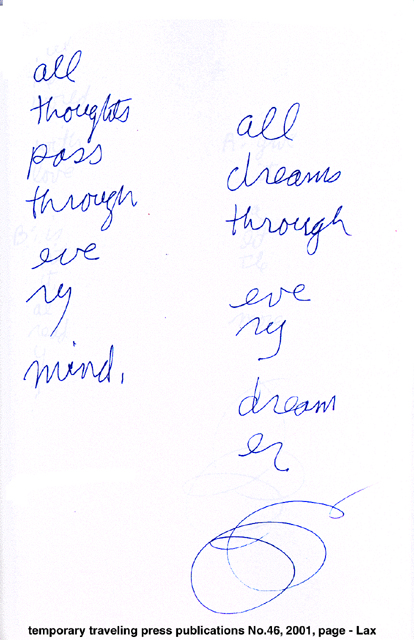 all
thoughts
pass
through
eve
ry
mind.
all
dreams
through
eve
ry
dream
er
temporary traveling press publications No.46, 2001, page - Lax